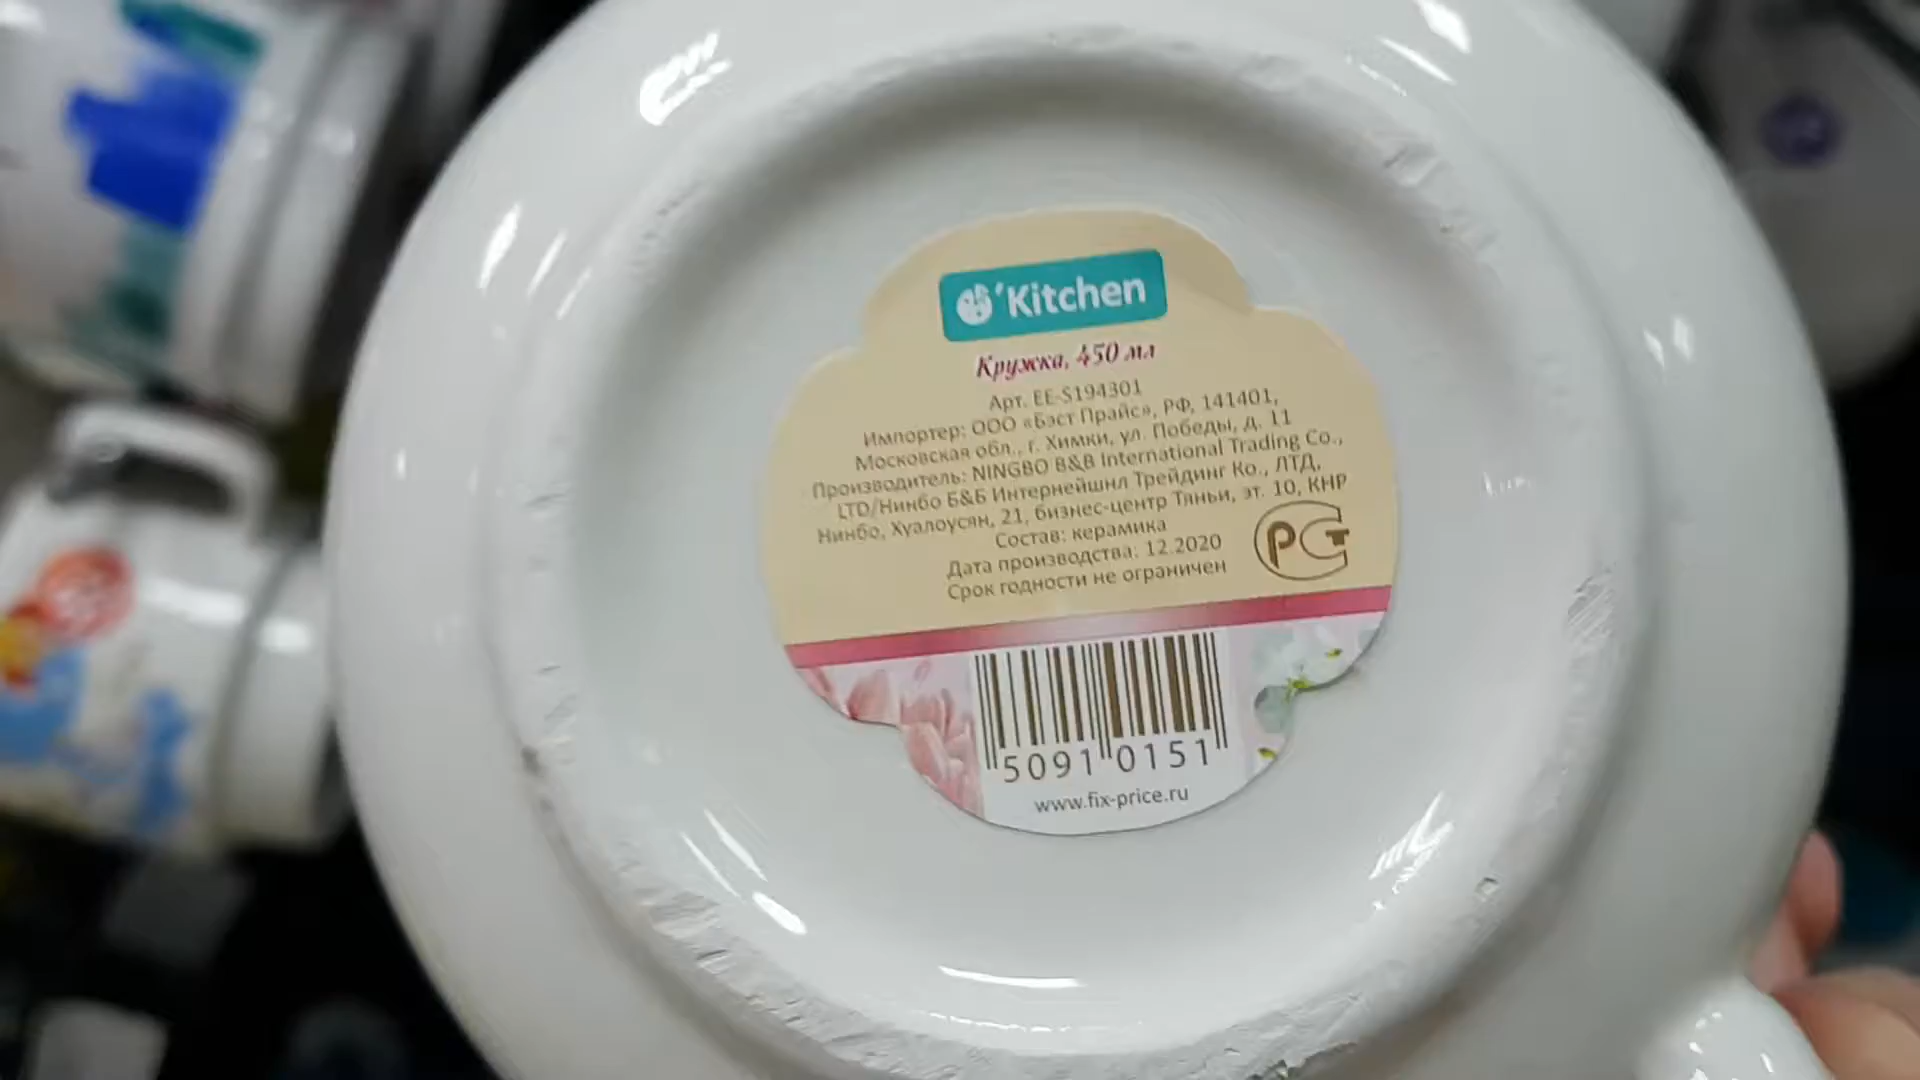 'Kitchen
Кружка, 450 мл
Арт. EE-S194301
Импортер: ООО «Бэст Прайс», РФ, 141401,
Московская обл., г. Химки, ул. Победы, д. 11
Производитель: NINGBO B&B International Trading Co.,
LTD/Нинбо Б&Б Интернейшнл Трейдинг Ко., ЛТД,
Нинбо, Хуалоусян, 21, бизнес-центр Тяньи, эт. 10, КНР
Состав: керамика
Дата производства: 12.2020
Срок годности не ограничен
РСТ
5091 0151
www.fix-price.ru